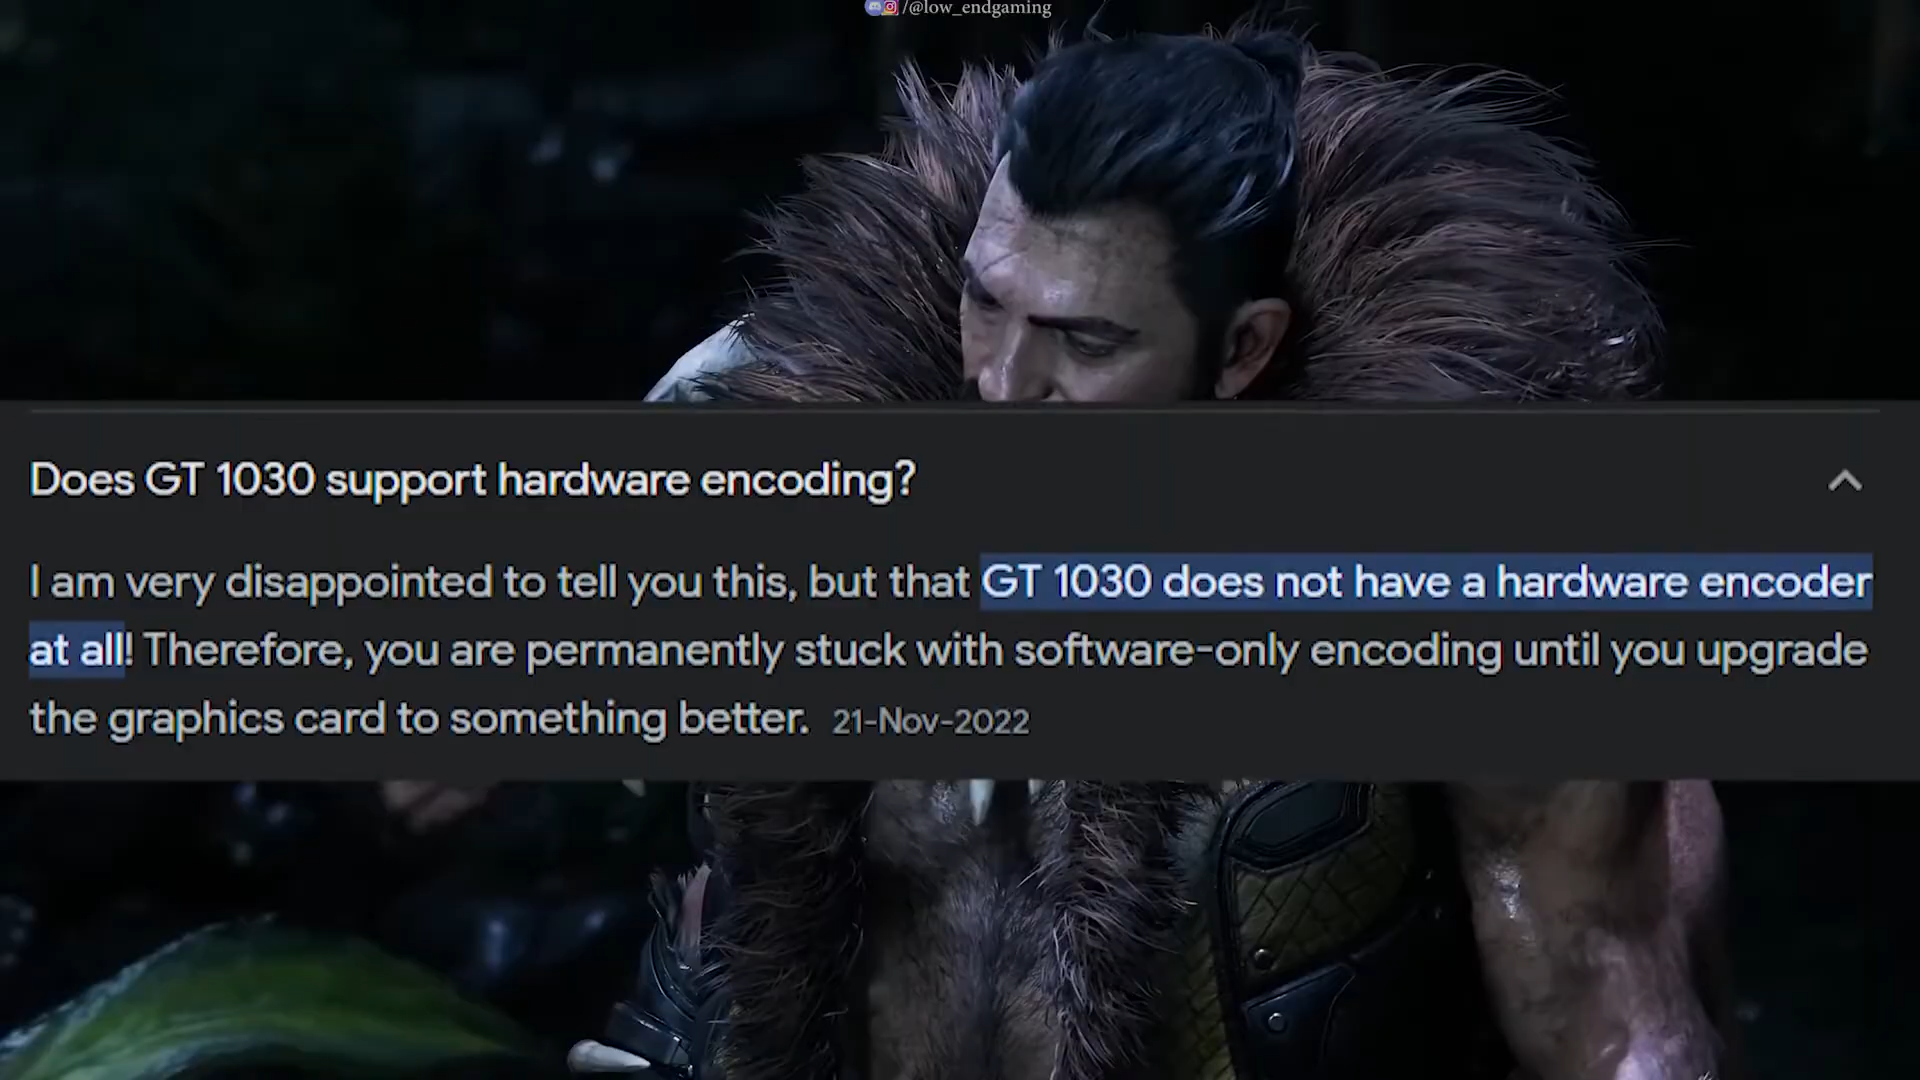 /@low_endgaming
Does GT 1030 support hardware encoding?
I am very disappointed to tell you this, but that GT 1030 does not have a hardware encoder
at all! Therefore, you are permanently stuck with software-only encoding until you upgrade
the graphics card to something better. 21-Nov-2022